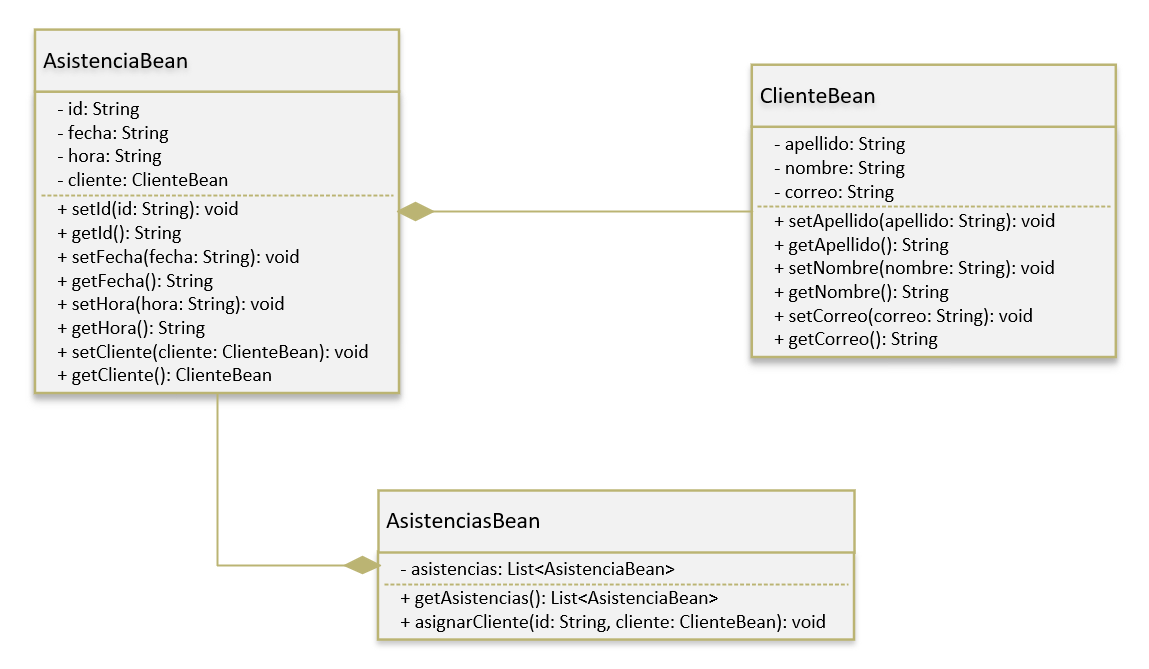 AsistenciaBean
- id: String
- fecha: String
- hora: String
- cliente: ClienteBean
+ setId(id: String): void
+ getId(): String
+ setFecha(fecha: String): void
+ getFecha(): String
+ setHora(hora: String): void
+ getHora(): String
+ setCliente(cliente: ClienteBean): void
+ getCliente(): ClienteBean
ClienteBean
- apellido: String
- nombre: String
- correo: String
+ setApellido(apellido: String): void
+ getApellido(): String
+ setNombre(nombre: String): void
+ getNombre(): String
+ setCorreo(correo: String): void
+ getCorreo(): String
AsistenciasBean
- asistencias: List<AsistenciaBean>
+ getAsistencias(): List<AsistenciaBean>
+ asignarCliente(id: String, cliente: ClienteBean): void